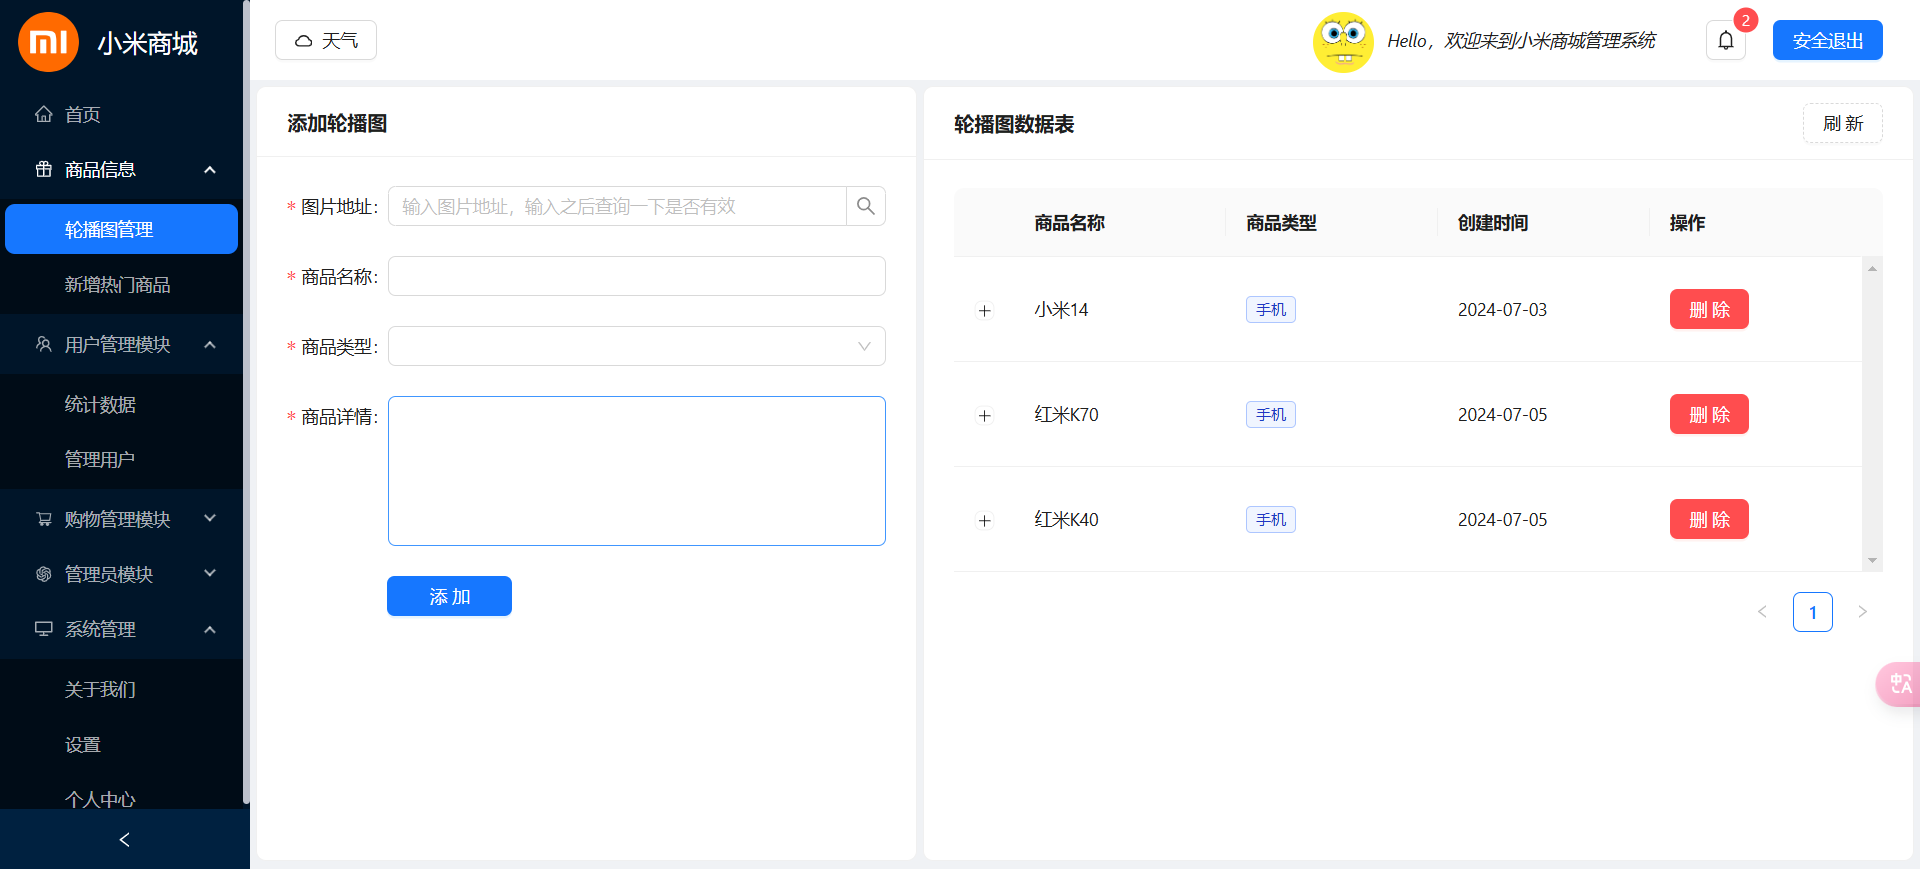 小米商城
首页
商品信息
轮播图管理
新增热门商品
用户管理模块
统计数据
管理用户
购物管理模块
管理员模块
系统管理
关于我们
设置
个人中心
天气
Hello，欢迎来到小米商城管理系统
2
安全退出
添加轮播图
* 图片地址: 输入图片地址，输入之后查询一下是否有效
* 商品名称:
* 商品类型:
* 商品详情:
添 加
轮播图数据表
刷 新
商品名称 商品类型 创建时间 操作
小米14 手机 2024-07-03 删 除
红米K70 手机 2024-07-05 删 除
红米K40 手机 2024-07-05 删 除
1